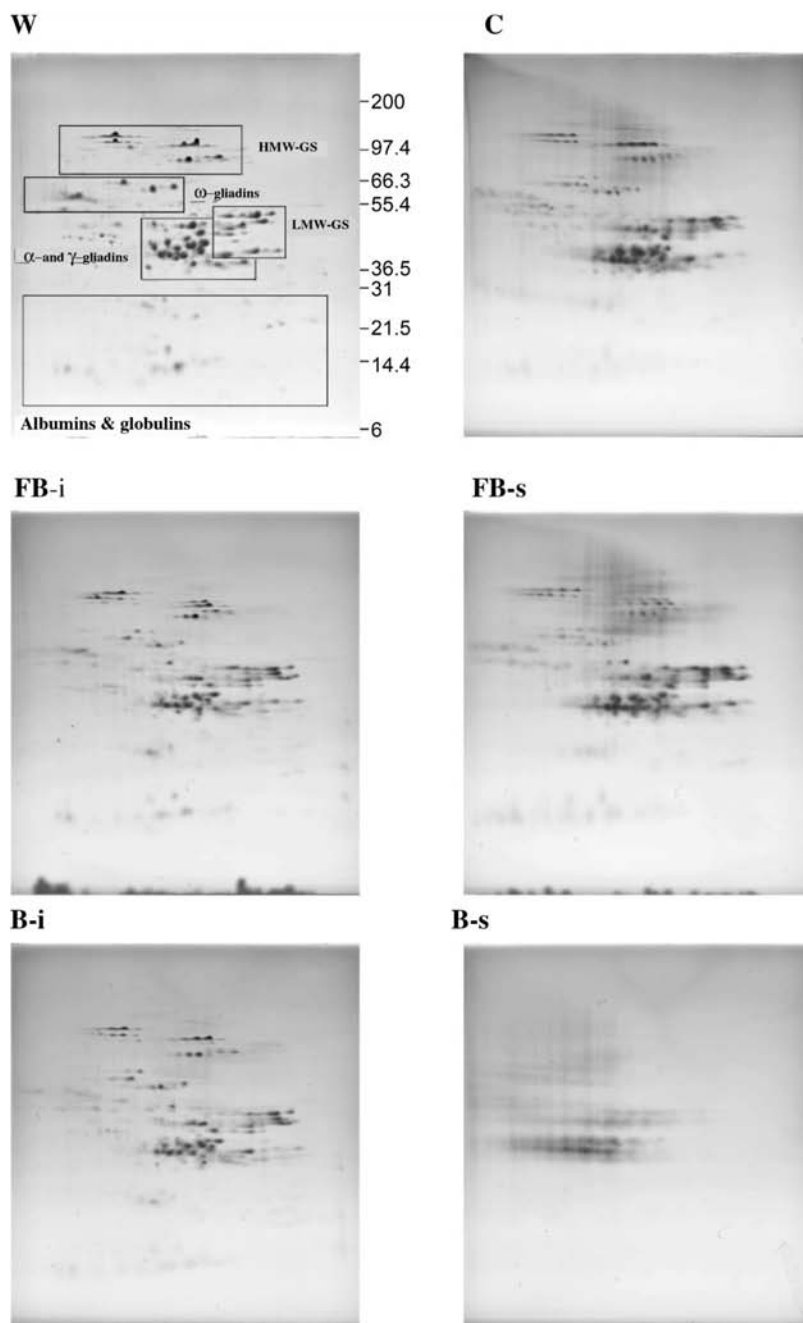 W
C
200
97.4
66.3
55.4
36.5
31
21.5
14.4
6
HMW-GS
ω-gliadins
LMW-GS
α-and γ-gliadins
Albumins & globulins
FB-i
FB-s
B-i
B-s